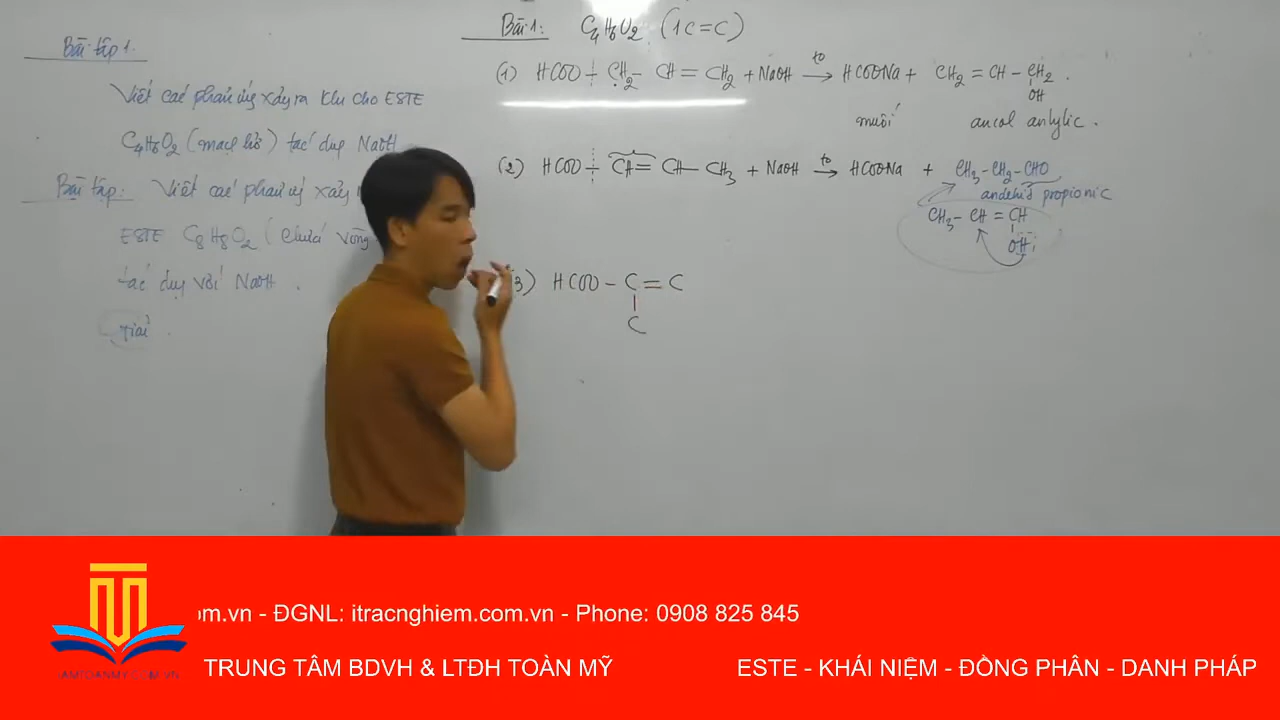 Bài tập 1.
Viết các phản ứng xảy ra khi cho ESTE
C4H6O2 (mạch hở) tác dụng NaOH
Bài tập: Viết các phản ứng xảy
ESTE C8H8O2 (chứa vòng
tác dụng với NaOH.
Giải.
Bài 1: C4H6O2 (1C=C)
(1) HCOO-CH2-CH=CH2 + NaOH →to HCOONa + CH2=CH-CH2.
OH
muối ancol anlylic.
(2) HCOO-CH=CH-CH3 + NaOH →to HCOONa + CH3-CH2-CHO
anđehit propionic
CH3-CH=CH
OH
3) HCOO-C=C
C
om.vn - ĐGNL: itracnghiem.com.vn - Phone: 0908 825 845
TRUNG TÂM BDVH & LTĐH TOÀN MỸ ESTE - KHÁI NIỆM - ĐỒNG PHÂN - DANH PHÁP